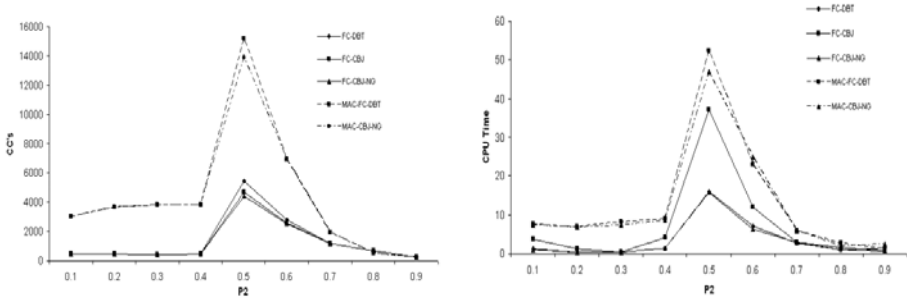 16000
14000
12000
10000
8000
6000
4000
2000
0
CC's
0.1 0.2 0.3 0.4 0.5 0.6 0.7 0.8 0.9
P2
FC-DBT
FC-CBJ
FC-CBJ-NG
MAC-FC-DBT
MAC-CBJ-NG
60
50
40
30
20
10
0
CPU Time
0.1 0.2 0.3 0.4 0.5 0.6 0.7 0.8 0.9
P2
FC-DBT
FC-CBJ
FC-CBJ-NG
MAC-FC-DBT
MAC-CBJ-NG